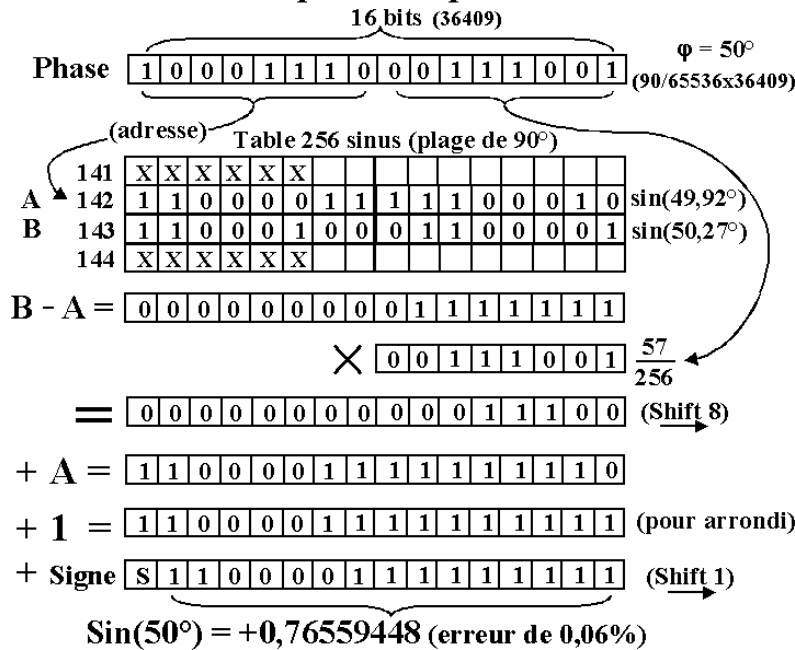 16 bits (36409)
Phase 1 0 0 0 1 1 1 0 0 0 1 1 1 0 0 1 φ = 50°
(90/65536x36409)
(adresse) Table 256 sinus (plage de 90°)
141 X X X X X X
A 142 1 1 0 0 0 0 1 1 1 1 1 0 0 0 1 0 sin(49,92°)
B 143 1 1 0 0 0 1 0 0 0 1 1 0 0 0 0 1 sin(50,27°)
144 X X X X X X
B - A = 0 0 0 0 0 0 0 0 0 1 1 1 1 1 1 1
× 0 0 1 1 1 0 0 1 57/256
= 0 0 0 0 0 0 0 0 0 0 0 1 1 1 0 0 (Shift 8)
+ A = 1 1 0 0 0 0 1 1 1 1 1 1 1 1 1 0
+ 1 = 1 1 0 0 0 0 1 1 1 1 1 1 1 1 1 1 (pour arrondi)
+ Signe S 1 1 0 0 0 0 1 1 1 1 1 1 1 1 1 (Shift 1)
Sin(50°) = +0,76559448 (erreur de 0,06%)